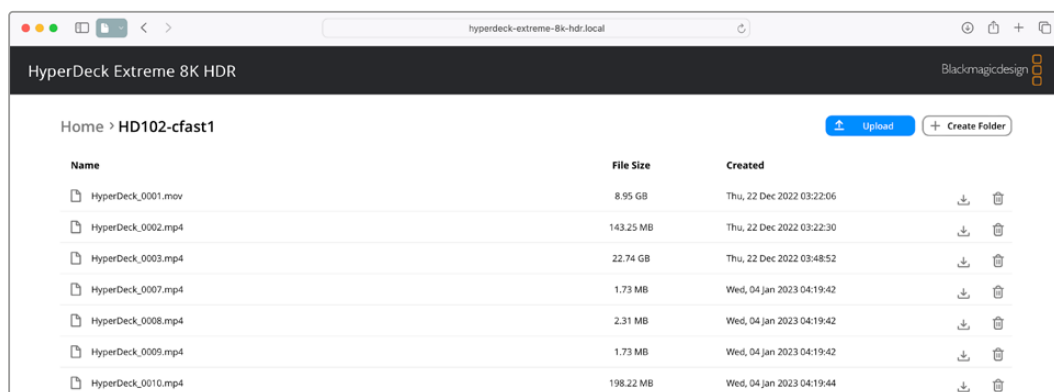 hyperdeck-extreme-8k-hdr.local
HyperDeck Extreme 8K HDR
Blackmagicdesign
Home > HD102-cfast1
Upload
+ Create Folder
Name File Size Created
HyperDeck_0001.mov 8.95 GB Thu, 22 Dec 2022 03:22:06
HyperDeck_0002.mp4 143.25 MB Thu, 22 Dec 2022 03:22:30
HyperDeck_0003.mp4 22.74 GB Thu, 22 Dec 2022 03:48:52
HyperDeck_0007.mp4 1.73 MB Wed, 04 Jan 2023 04:19:42
HyperDeck_0008.mp4 2.31 MB Wed, 04 Jan 2023 04:19:42
HyperDeck_0009.mp4 1.73 MB Wed, 04 Jan 2023 04:19:42
HyperDeck_0010.mp4 198.22 MB Wed, 04 Jan 2023 04:19:44